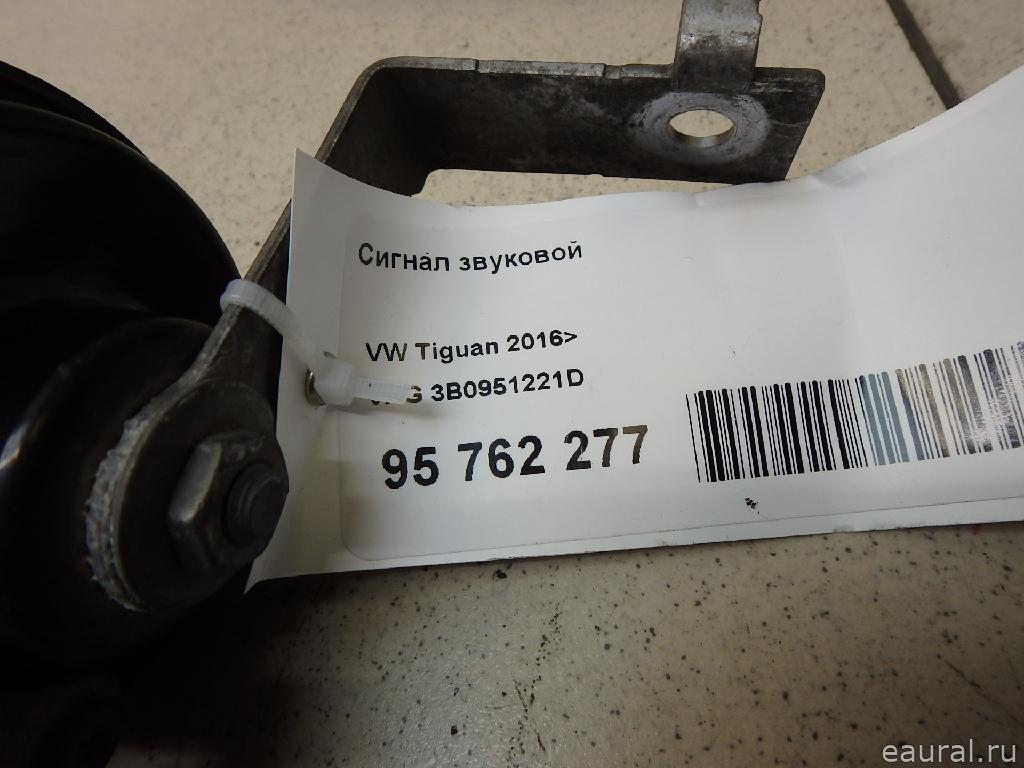 Сигнал звуковой
VW Tiguan 2016>
3B0951221D
95 762 277
eaural.ru